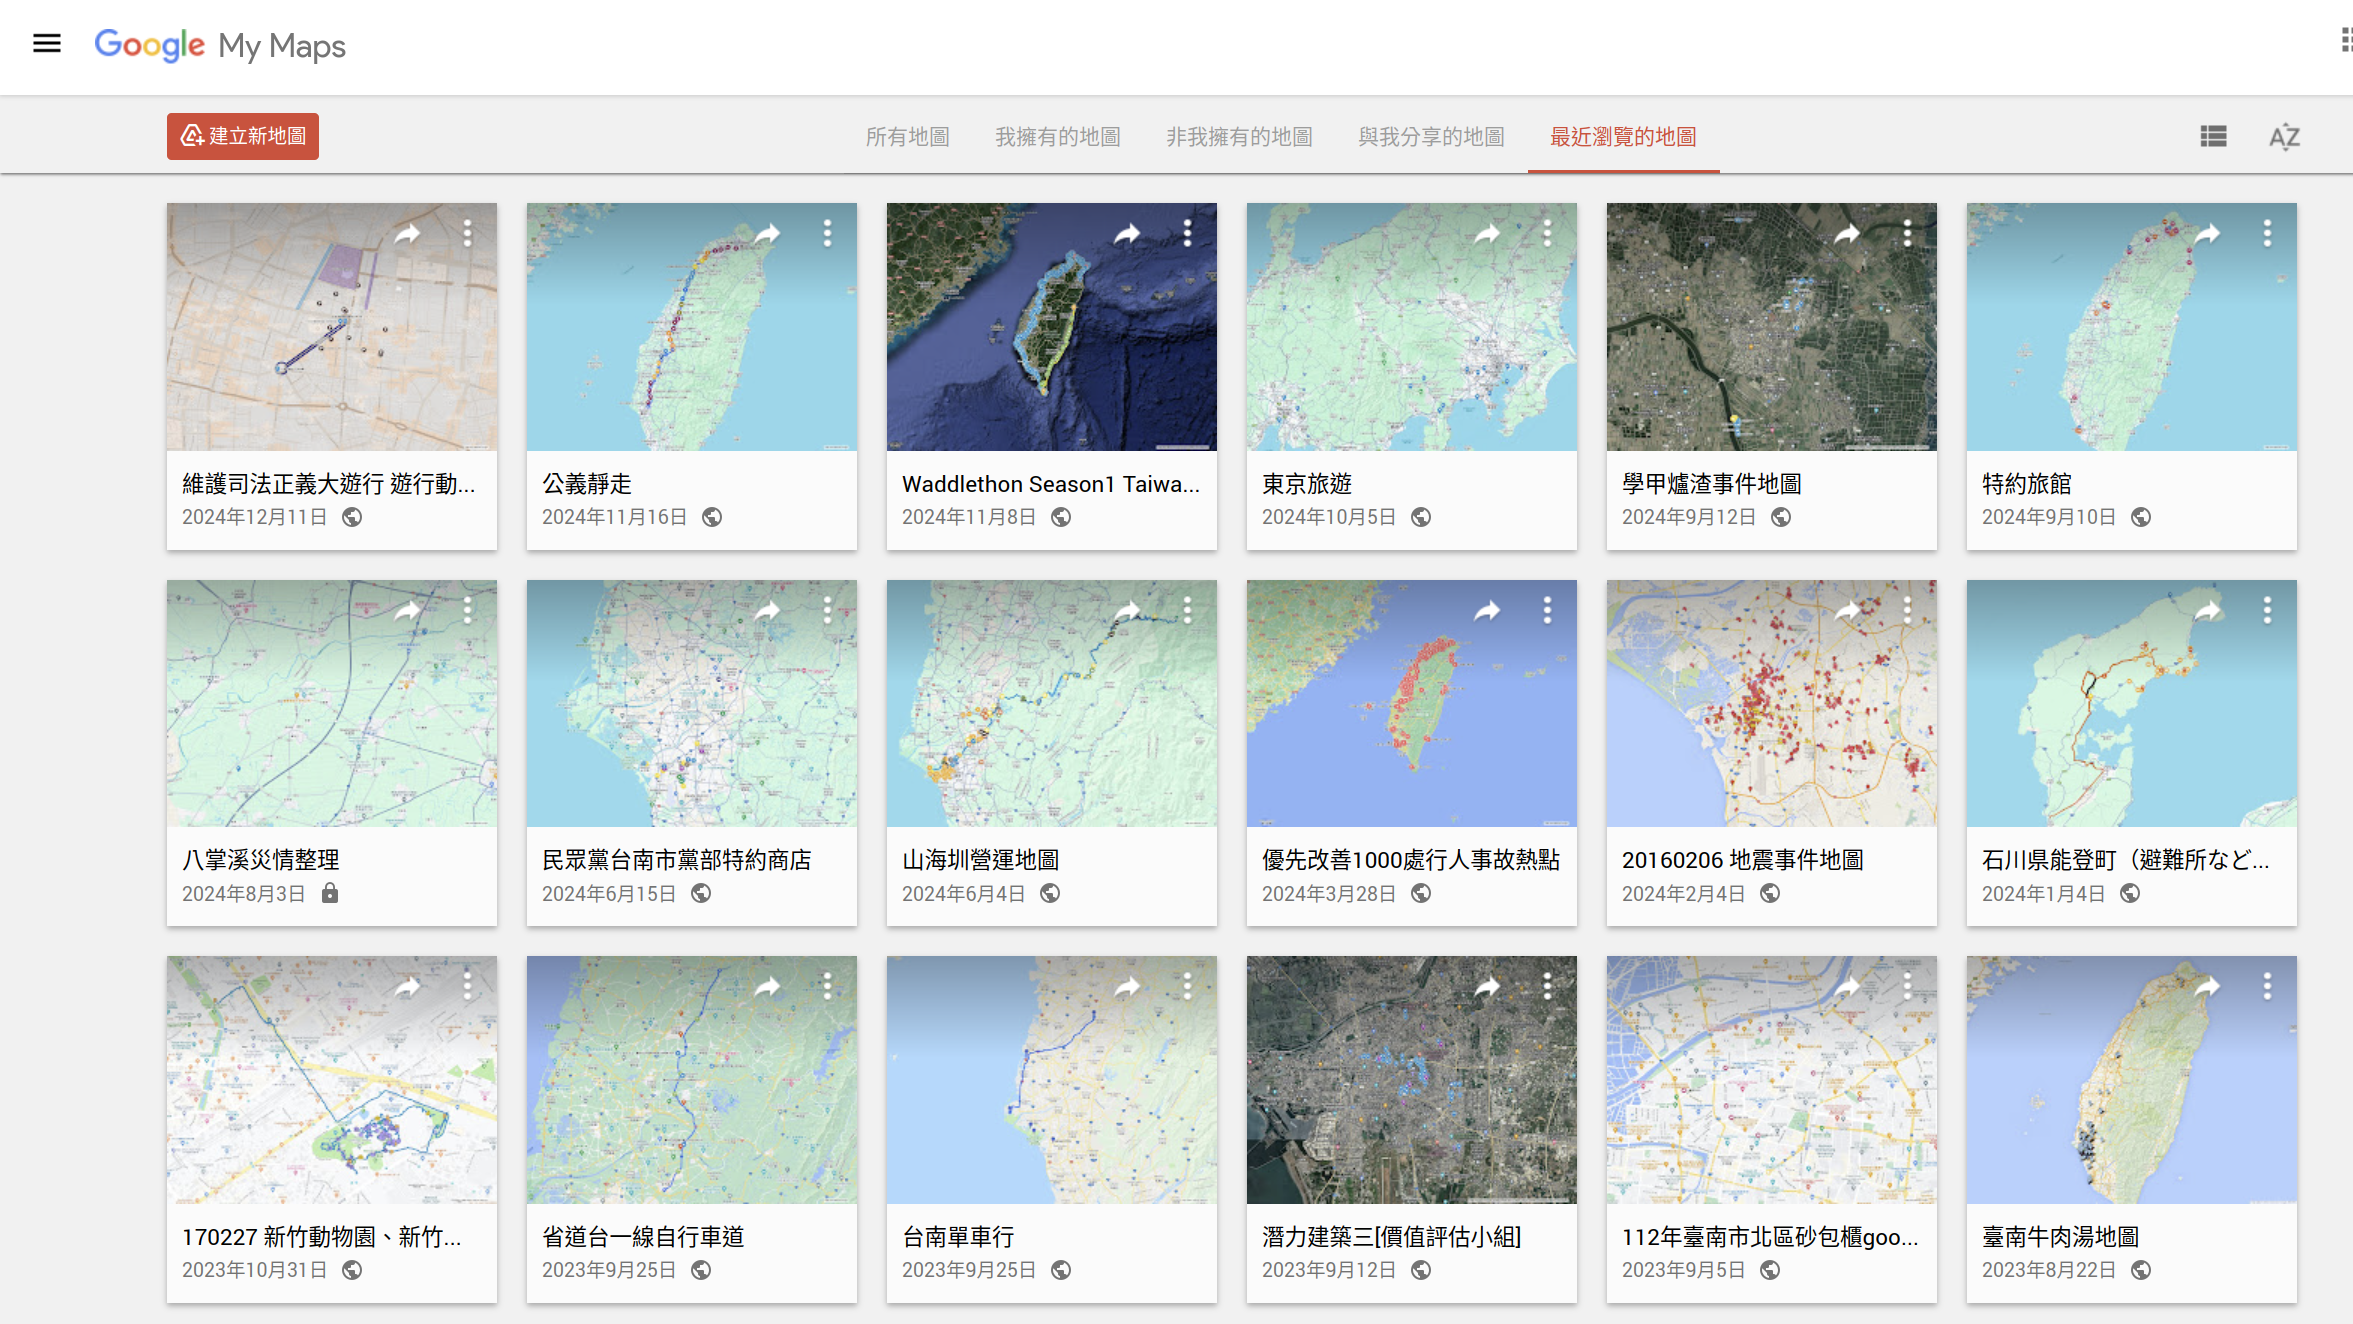 Google My Maps
建立新地圖
所有地圖
我擁有的地圖
非我擁有的地圖
與我分享的地圖
最近瀏覽的地圖
AZ
維護司法正義大遊行 遊行動...
2024年12月11日
公義靜走
2024年11月16日
Waddlethon Season1 Taiwa...
2024年11月8日
東京旅遊
2024年10月5日
學甲爐渣事件地圖
2024年9月12日
特約旅館
2024年9月10日
八掌溪災情整理
2024年8月3日
民眾黨台南市黨部特約商店
2024年6月15日
山海圳營運地圖
2024年6月4日
優先改善1000處行人事故熱點
2024年3月28日
20160206 地震事件地圖
2024年2月4日
石川県能登町（避難所など...
2024年1月4日
170227 新竹動物園、新竹...
2023年10月31日
省道台一線自行車道
2023年9月25日
台南單車行
2023年9月25日
潛力建築三[價值評估小組]
2023年9月12日
112年臺南市北區砂包櫃goo...
2023年9月5日
臺南牛肉湯地圖
2023年8月22日